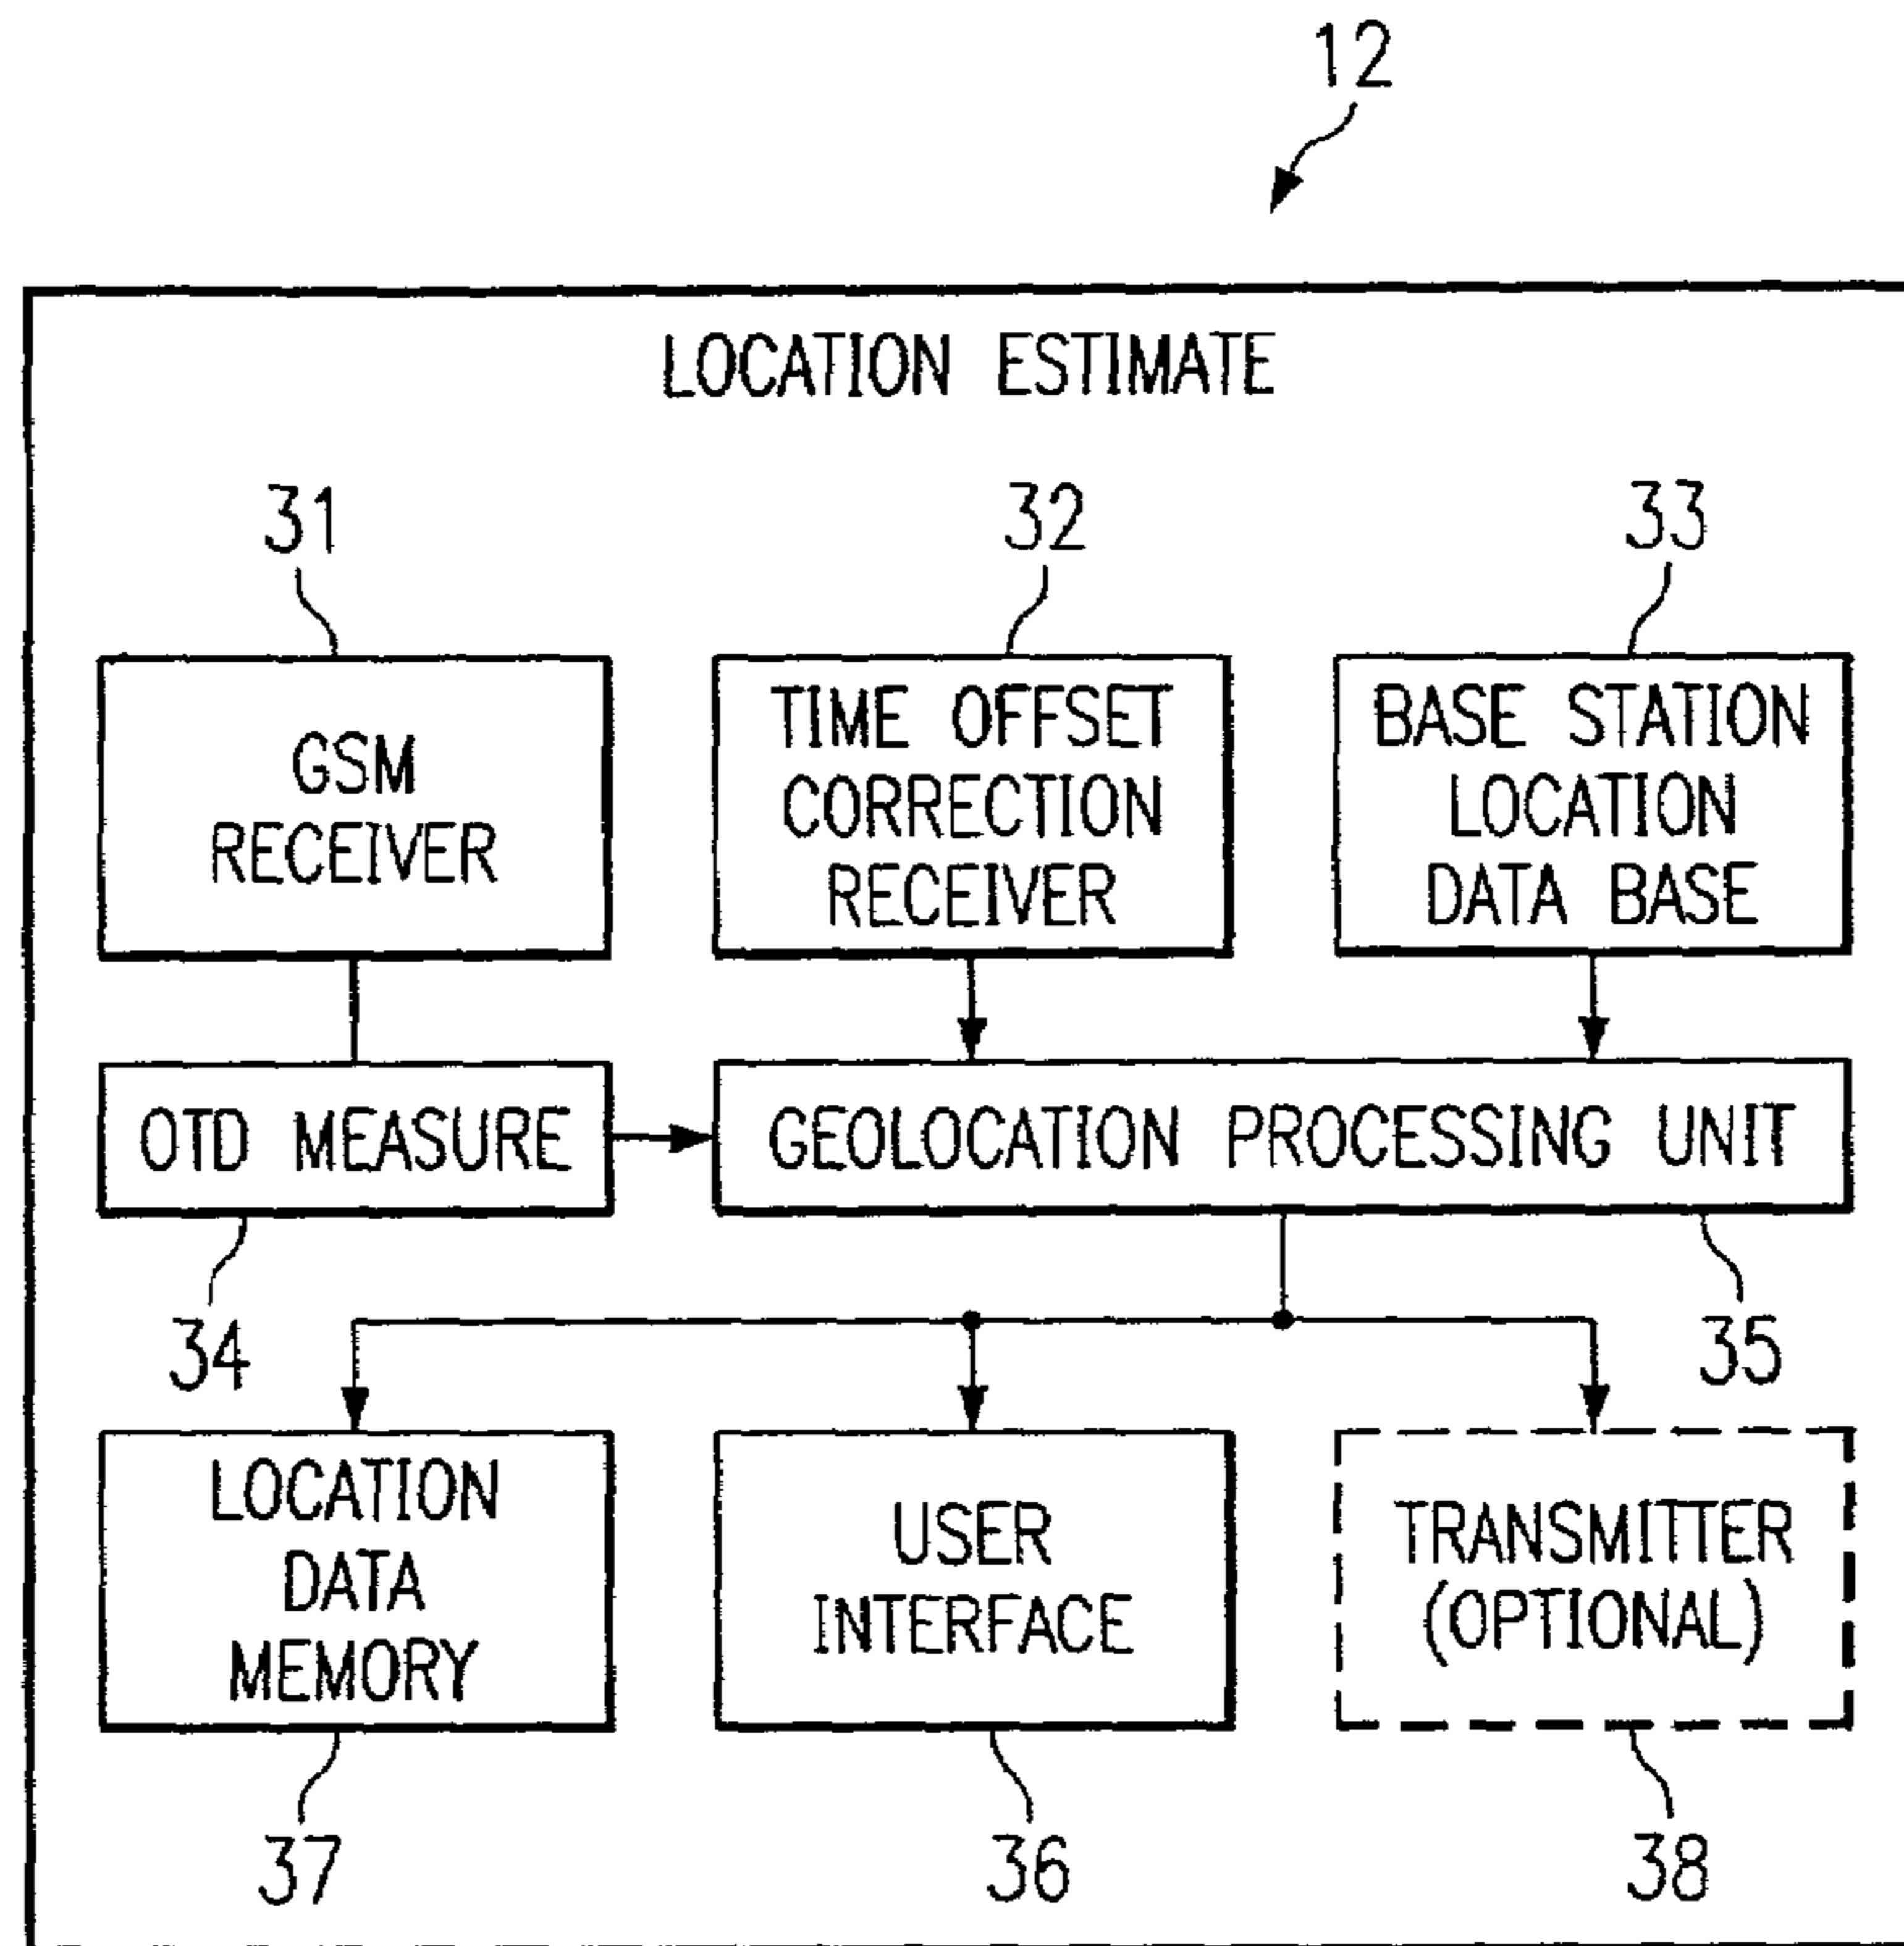 12
LOCATION ESTIMATE
31
32
33
GSM
RECEIVER
TIME OFFSET
CORRECTION
RECEIVER
BASE STATION
LOCATION
DATA BASE
OTD MEASURE
GEOLOCATION PROCESSING UNIT
34
35
LOCATION
DATA
MEMORY
USER
INTERFACE
TRANSMITTER
(OPTIONAL)
37
36
38